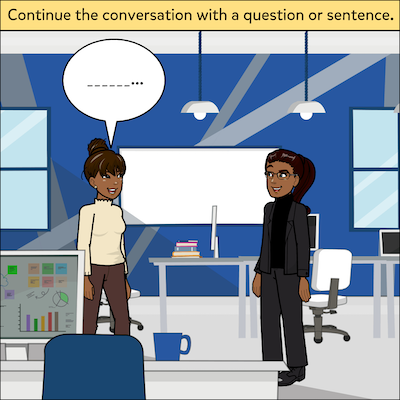 Continue the conversation with a question or sentence.
______...